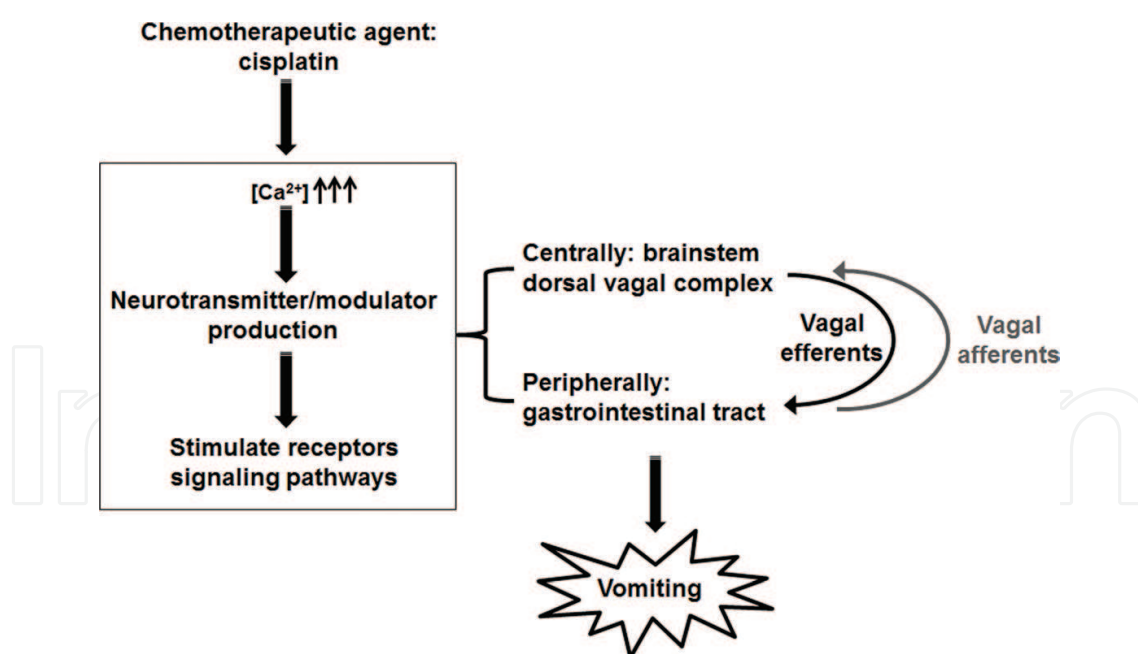 Chemotherapeutic agent:
cisplatin
[Ca²⁺] ↑↑↑
Neurotransmitter/modulator
production
Stimulate receptors
signaling pathways
Centrally: brainstem
dorsal vagal complex
Vagal
efferents
Vagal
afferents
Peripherally:
gastrointestinal tract
Vomiting